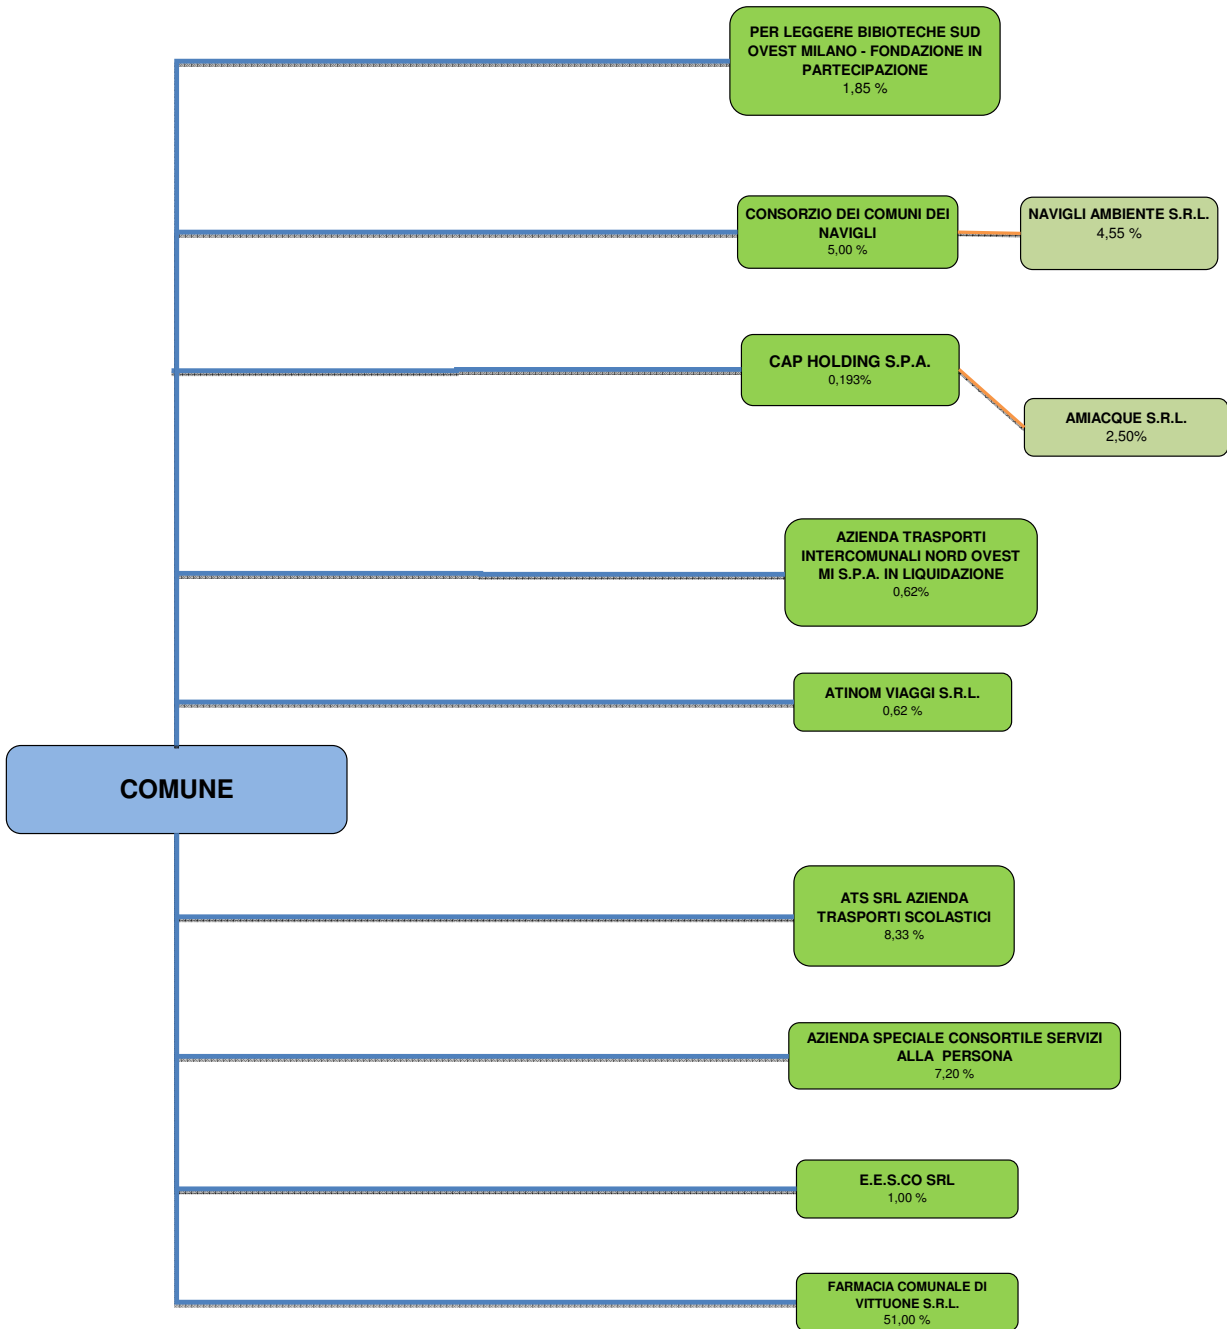 PER LEGGERE BIBIOTECHE SUD
OVEST MILANO - FONDAZIONE IN
PARTECIPAZIONE
1,85 %
CONSORZIO DEI COMUNI DEI
NAVIGLI
5,00 %
NAVIGLI AMBIENTE S.R.L.
4,55 %
CAP HOLDING S.P.A.
0,193%
AMIACQUE S.R.L.
2,50%
AZIENDA TRASPORTI
INTERCOMUNALI NORD OVEST
MI S.P.A. IN LIQUIDAZIONE
0,62%
ATINOM VIAGGI S.R.L.
0,62 %
COMUNE
ATS SRL AZIENDA
TRASPORTI SCOLASTICI
8,33 %
AZIENDA SPECIALE CONSORTILE SERVIZI
ALLA PERSONA
7,20 %
E.E.S.CO SRL
1,00 %
FARMACIA COMUNALE DI
VITTUONE S.R.L.
51,00 %